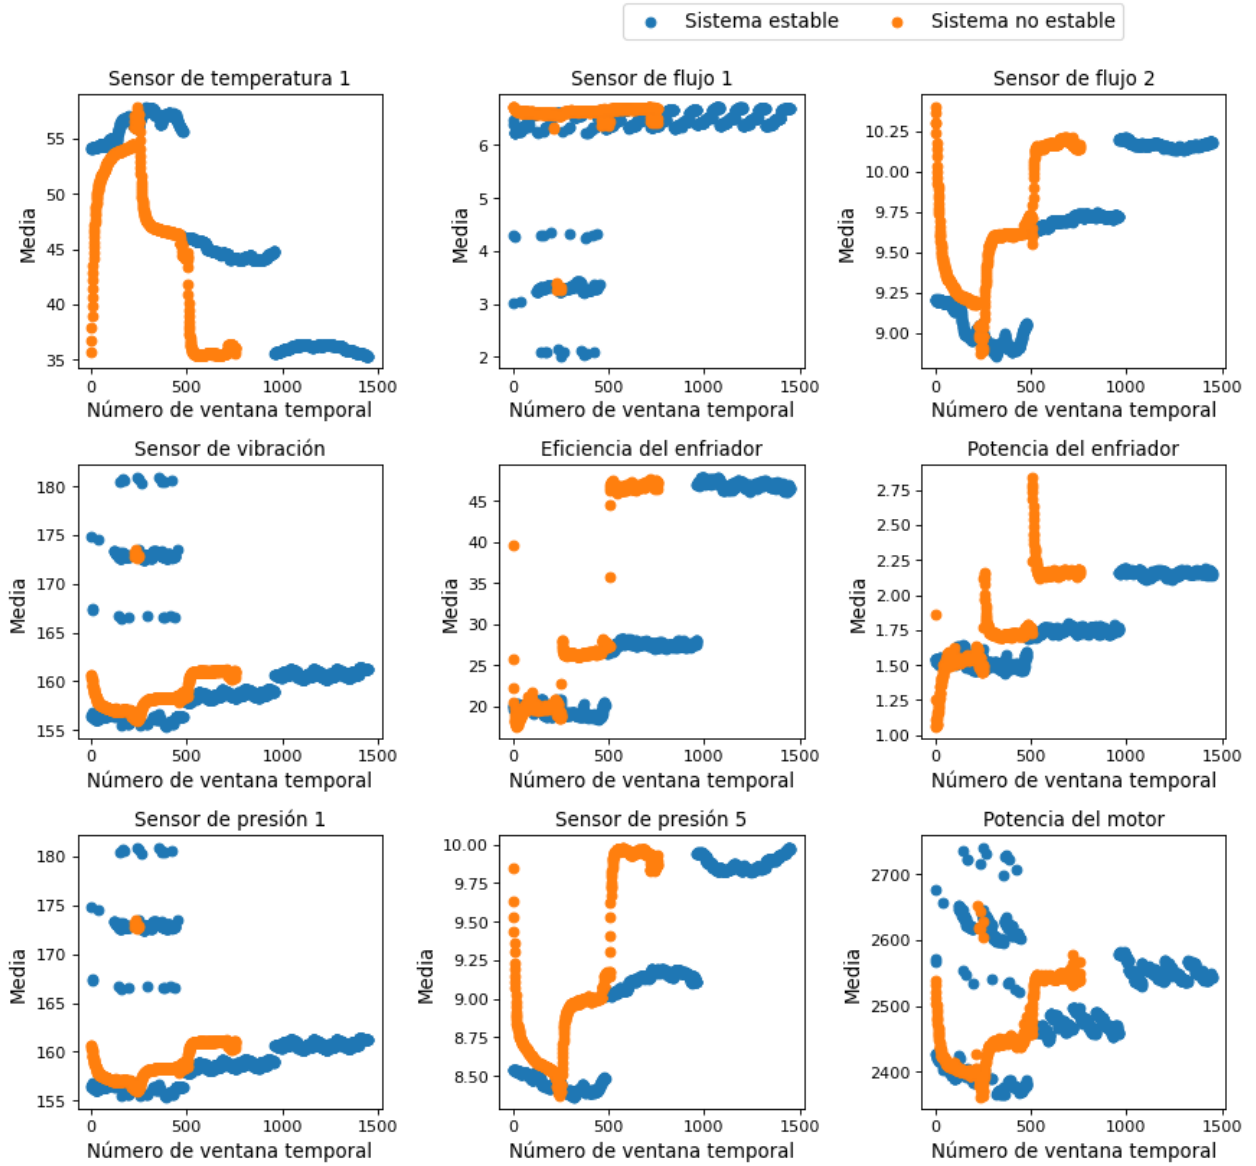 Sistema estable Sistema no estable
Sensor de temperatura 1
Media
55
50
45
40
35
0 500 1000 1500
Número de ventana temporal
Sensor de flujo 1
Media
6
5
4
3
2
0 500 1000 1500
Número de ventana temporal
Sensor de flujo 2
Media
10.25
10.00
9.75
9.50
9.25
9.00
0 500 1000 1500
Número de ventana temporal
Sensor de vibración
Media
180
175
170
165
160
155
0 500 1000 1500
Número de ventana temporal
Eficiencia del enfriador
Media
45
40
35
30
25
20
0 500 1000 1500
Número de ventana temporal
Potencia del enfriador
Media
2.75
2.50
2.25
2.00
1.75
1.50
1.25
1.00
0 500 1000 1500
Número de ventana temporal
Sensor de presión 1
Media
180
175
170
165
160
155
0 500 1000 1500
Número de ventana temporal
Sensor de presión 5
Media
10.00
9.75
9.50
9.25
9.00
8.75
8.50
0 500 1000 1500
Número de ventana temporal
Potencia del motor
Media
2700
2600
2500
2400
0 500 1000 1500
Número de ventana temporal